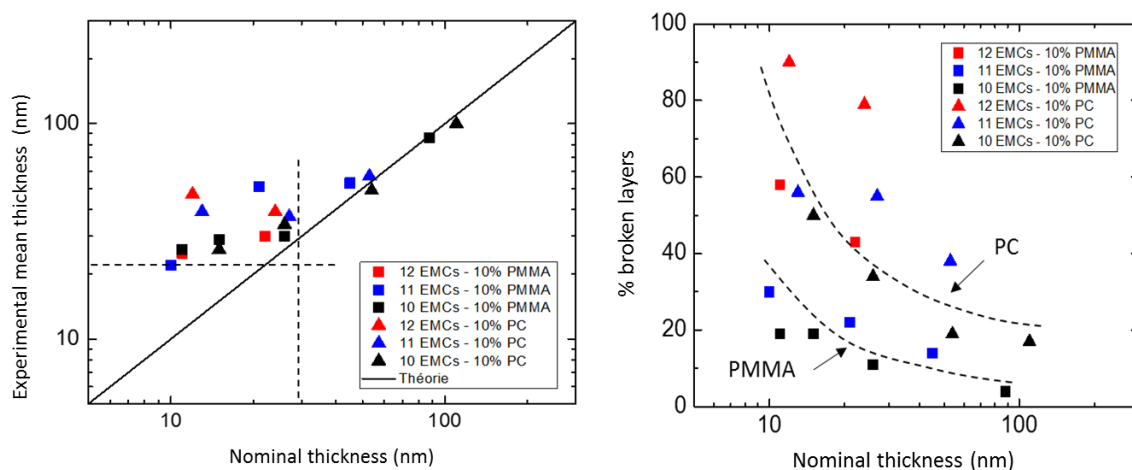 Experimental mean thickness (nm)
100
10
12 EMCs - 10% PMMA
11 EMCs - 10% PMMA
10 EMCs - 10% PMMA
12 EMCs - 10% PC
11 EMCs - 10% PC
10 EMCs - 10% PC
Théorie
10
100
Nominal thickness (nm)
% broken layers
100
80
60
40
20
0
12 EMCs - 10% PMMA
11 EMCs - 10% PMMA
10 EMCs - 10% PMMA
12 EMCs - 10% PC
11 EMCs - 10% PC
10 EMCs - 10% PC
PC
PMMA
10
100
Nominal thickness (nm)